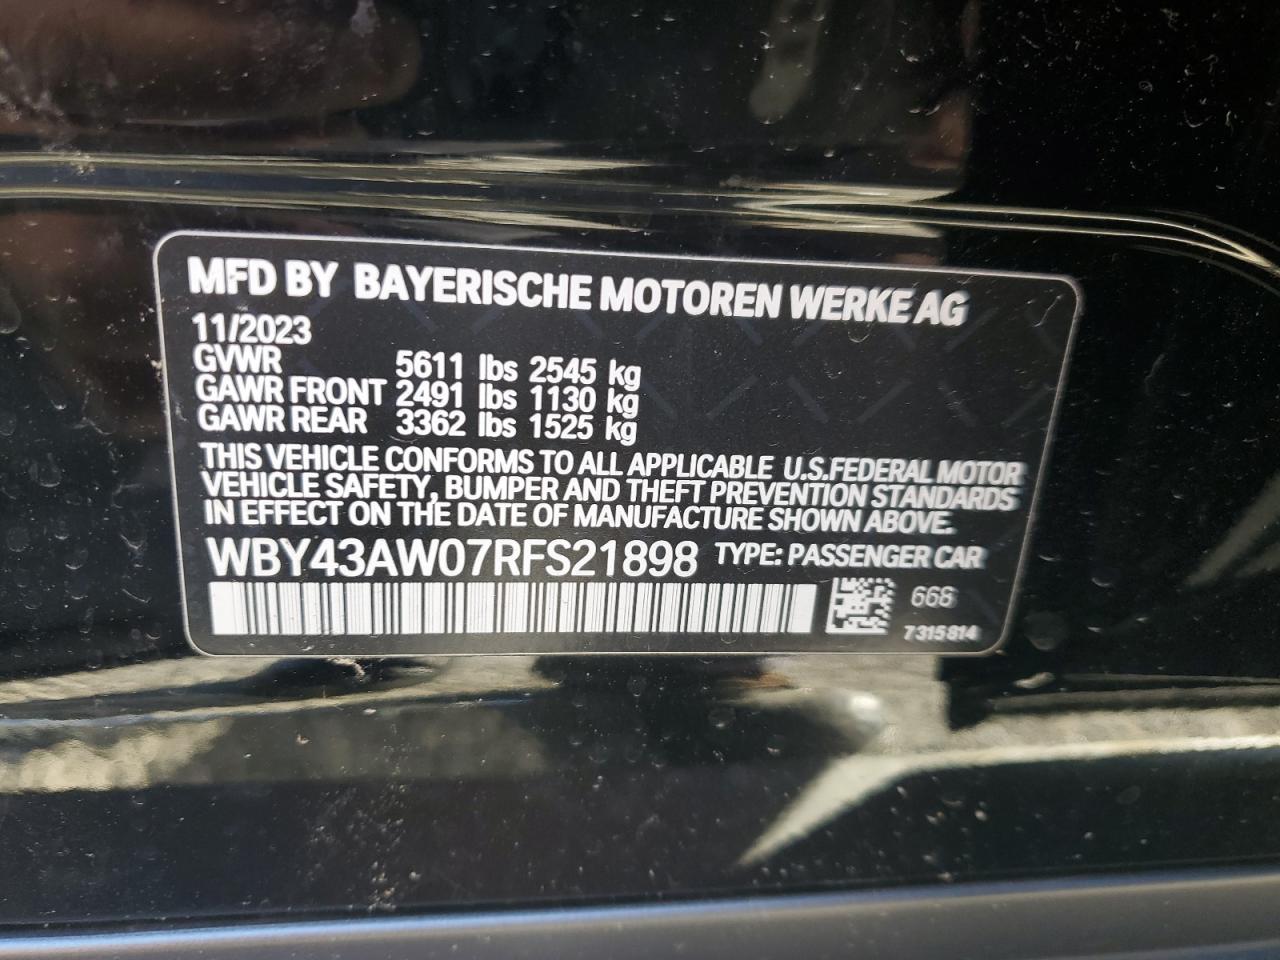 MFD BY BAYERISCHE MOTOREN WERKE AG
11/2023
GVWR 5611 lbs 2545 kg
GAWR FRONT 2491 lbs 1130 kg
GAWR REAR 3362 lbs 1525 kg
THIS VEHICLE CONFORMS TO ALL APPLICABLE U.S.FEDERAL MOTOR
VEHICLE SAFETY, BUMPER AND THEFT PREVENTION STANDARDS
IN EFFECT ON THE DATE OF MANUFACTURE SHOWN ABOVE.
WBY43AW07RFS21898 TYPE: PASSENGER CAR
668
7315814